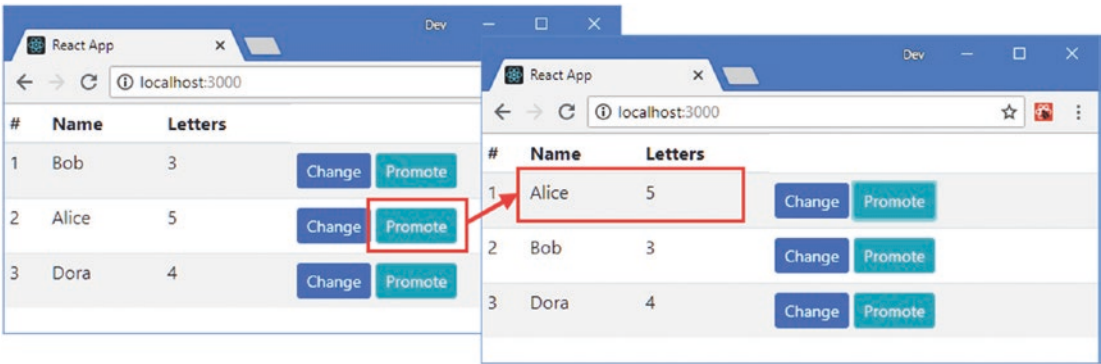 Dev
React App
localhost:3000
# Name Letters
1 Bob 3 Change Promote
2 Alice 5 Change Promote
3 Dora 4 Change Promote
Dev
React App
localhost:3000
# Name Letters
1 Alice 5 Change Promote
2 Bob 3 Change Promote
3 Dora 4 Change Promote